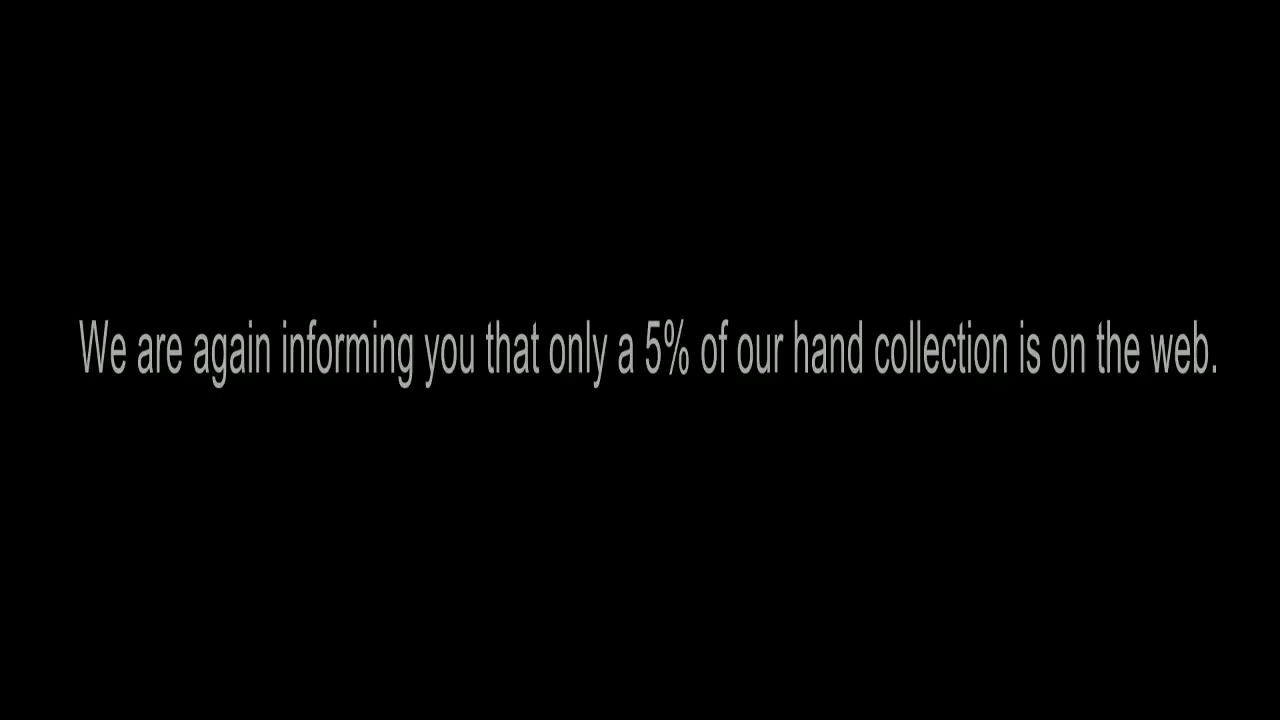 We are again informing you that only a 5% of our hand collection is on the web.